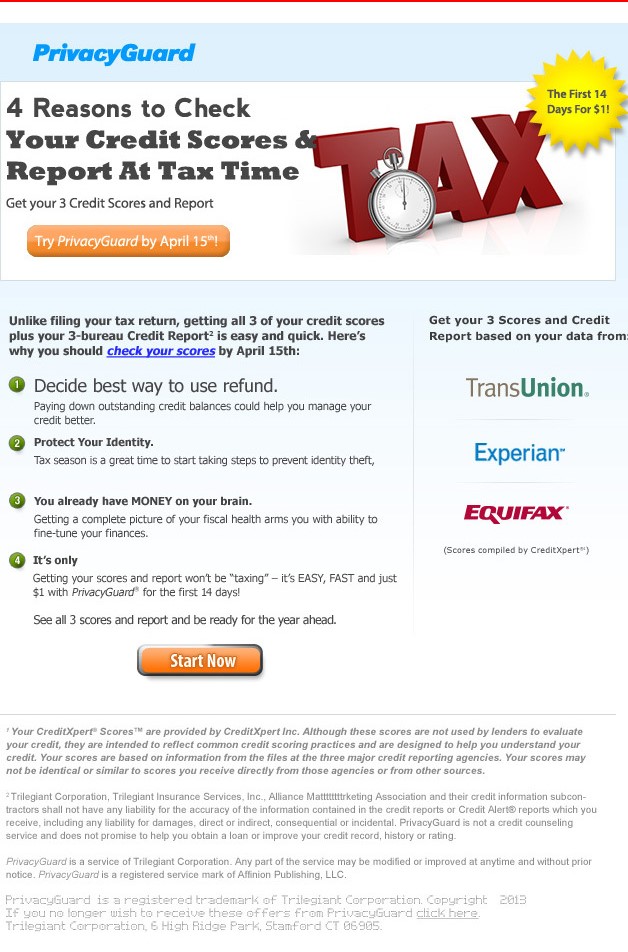 PrivacyGuard
The First 14
Days For $1!
4 Reasons to Check
Your Credit Scores &
Report At Tax Time
Get your 3 Credit Scores and Report
Try PrivacyGuard by April 15th!
TAX
Unlike filing your tax return, getting all 3 of your credit scores
plus your 3-bureau Credit Report2 is easy and quick. Here's
why you should check your scores by April 15th:
1 Decide best way to use refund.
Paying down outstanding credit balances could help you manage your
credit better.
2 Protect Your Identity.
Tax season is a great time to start taking steps to prevent identity theft,
3 You already have MONEY on your brain.
Getting a complete picture of your fiscal health arms you with ability to
fine-tune your finances.
4 It's only
Getting your scores and report won't be “taxing” – it's EASY, FAST and just
$1 with PrivacyGuard® for the first 14 days!
See all 3 scores and report and be ready for the year ahead.
Start Now
Get your 3 Scores and Credit
Report based on your data from:
TransUnion®
Experian™
EQUIFAX®
(Scores compiled by CreditXpert®¹)
¹ Your CreditXpert® Scores™ are provided by CreditXpert Inc. Although these scores are not used by lenders to evaluate
your credit, they are intended to reflect common credit scoring practices and are designed to help you understand your
credit. Your scores are based on information from the files at the three major credit reporting agencies. Your scores may
not be identical or similar to scores you receive directly from those agencies or from other sources.
2 Trilegiant Corporation, Trilegiant Insurance Services, Inc., Alliance Matttttttttrketing Association and their credit information subcon-
tractors shall not have any liability for the accuracy of the information contained in the credit reports or Credit Alert® reports which you
receive, including any liability for damages, direct or indirect, consequential or incidental. PrivacyGuard is not a credit counseling
service and does not promise to help you obtain a loan or improve your credit record, history or rating.
PrivacyGuard is a service of Trilegiant Corporation. Any part of the service may be modified or improved at anytime and without prior
notice. PrivacyGuard is a registered service mark of Affinion Publishing, LLC.
PrivacyGuard is a registered trademark of Trilegiant Corporation. Copyright 2013
If you no longer wish to receive these offers from PrivacyGuard click here.
Trilegiant Corporation, 6 High Ridge Park, Stamford CT 06905.